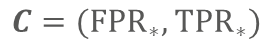 C = (FPR∗, TPR∗)